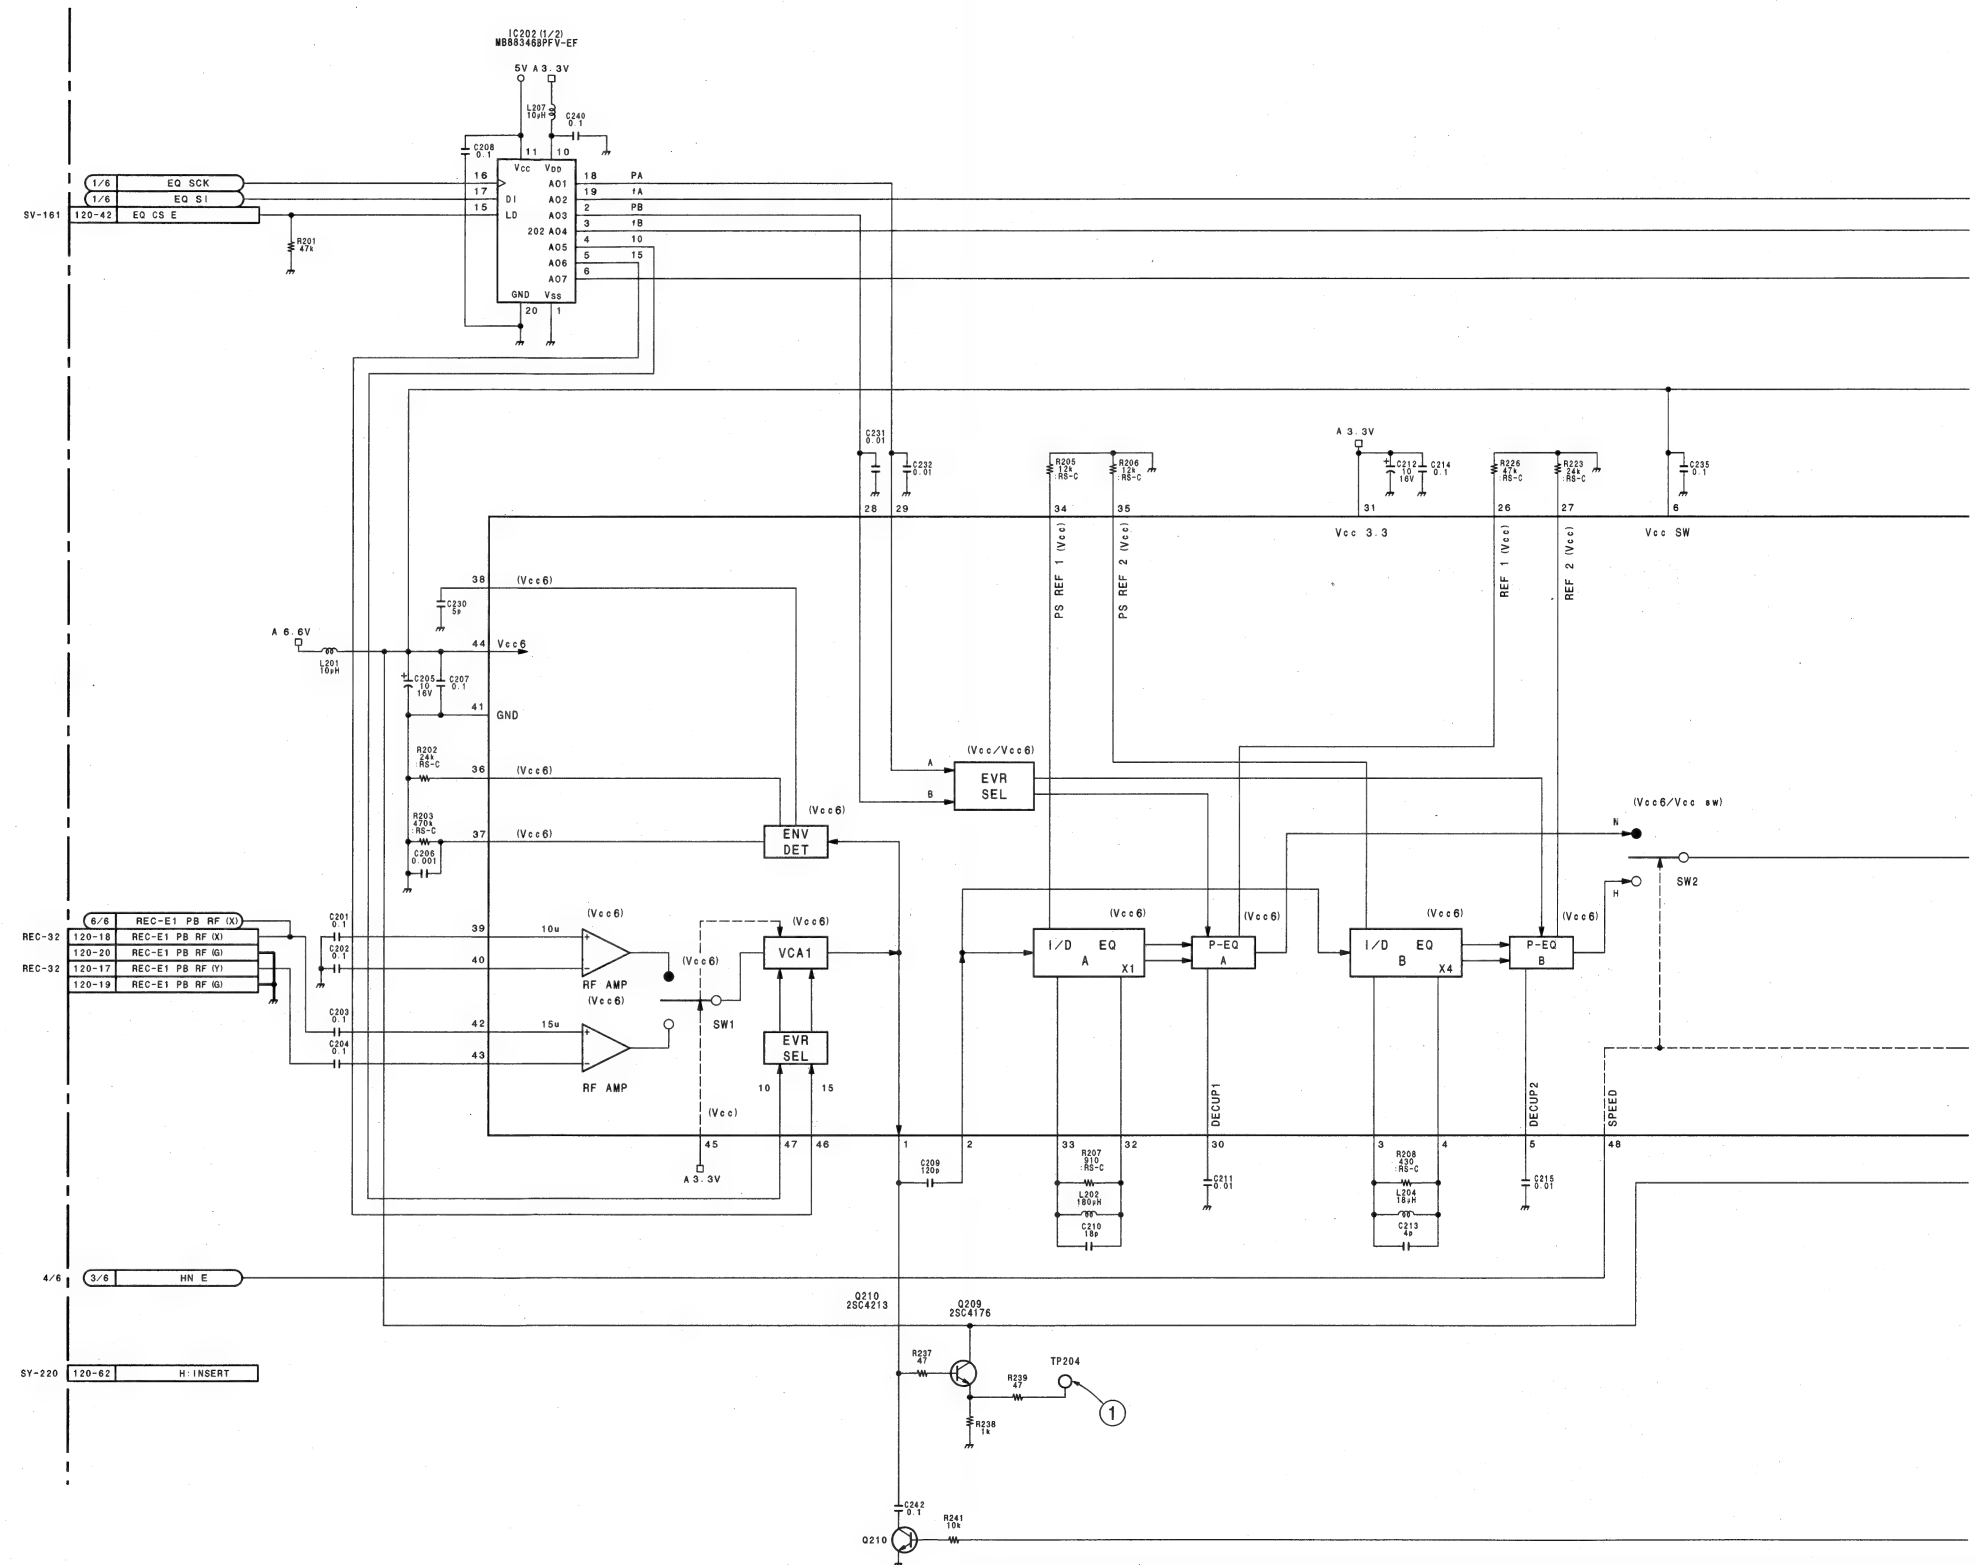 IC202 (1/2)
MB88346BPFV-EF
5V A 3.3V
L207
10µH
C240
0.1
C208
0.1
11 10
Vcc VDD
1/6 EQ SCK
1/6 EQ SI
SV-161 120-42 EQ CS E
R201
47k
16
17 DI
15 LD
202
AO1 18 PA
AO2 19 fA
AO3 2 PB
AO4 3 fB
AO5 4 10
AO6 5 15
AO7 6
GND Vss
20 1
C231
0.01
C232
0.01
R205
12k
:RS-C
R206
12k
:RS-C
A 3.3V
C212
10
16V
C214
0.1
R226
47k
:RS-C
R223
24k
:RS-C
C235
0.1
28 29 34 35 31 26 27 6
Vcc 3.3
Vcc SW
PS REF 1 (Vcc)
PS REF 2 (Vcc)
REF 1 (Vcc)
REF 2 (Vcc)
38 (Vcc6)
C230
5p
A 6.6V
L201
10µH
44 Vcc6
C205
10
16V
C207
0.1
41 GND
R202
24k
:RS-C
36 (Vcc6)
R203
470k
:RS-C
37 (Vcc6)
C206
0.001
(Vcc6)
ENV
DET
(Vcc/Vcc6)
A
B
EVR
SEL
(Vcc6/Vcc sw)
N
H
SW2
6/6 REC-E1 PB RF (X)
REC-32 120-18 REC-E1 PB RF (X)
120-20 REC-E1 PB RF (G)
REC-32 120-17 REC-E1 PB RF (Y)
120-19 REC-E1 PB RF (G)
C201
0.1
C202
0.1
C203
0.1
C204
0.1
39 10u
40
42 15u
43
(Vcc6)
+
−
RF AMP
(Vcc6)
+
−
RF AMP
(Vcc6)
SW1
(Vcc6)
VCA1
EVR
SEL
10 15
(Vcc)
(Vcc6)
I/D EQ
A
X1
(Vcc6)
P-EQ
A
(Vcc6)
I/D EQ
B
X4
(Vcc6)
P-EQ
B
DECUP1
DECUP2
SPEED
45 47 46 1 2 33 32 30 3 4 5 48
A 3.3V
C209
120p
R207
910
:RS-C
L202
180µH
C210
18p
C211
0.01
R208
430
:RS-C
L204
18µH
C213
4p
C215
0.01
4/6 3/6 HN E
Q210
2SC4213
Q209
2SC4176
SY-220 120-62 H:INSERT
R237
47
R239
47
TP204
1
R238
1k
C242
0.1
Q210
R241
10k